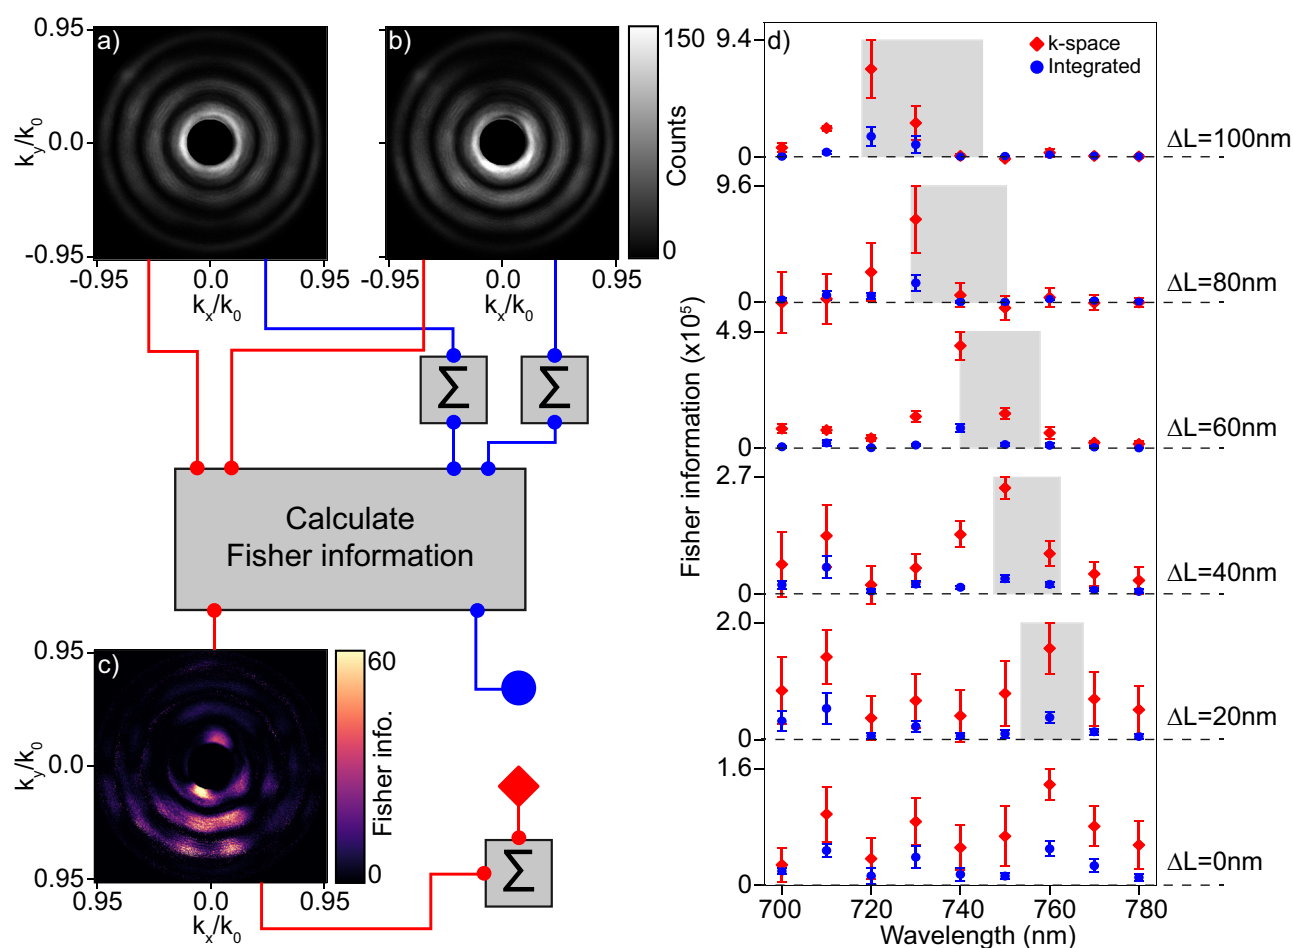 a)
0.95
0.0
-0.95
k_y/k_0
-0.95
0.0
0.95
k_x/k_0
b)
-0.95
0.0
0.95
k_x/k_0
150
0
Counts
Σ
Σ
Calculate
Fisher information
c)
0.95
0.0
0.95
k_y/k_0
0.95
0.0
0.95
k_x/k_0
60
0
Fisher info.
Σ
d)
k-space
Integrated
Fisher information (x10⁵)
9.4
0
ΔL=100nm
9.6
0
ΔL=80nm
4.9
0
ΔL=60nm
2.7
0
ΔL=40nm
2.0
0
ΔL=20nm
1.6
0
ΔL=0nm
700
720
740
760
780
Wavelength (nm)